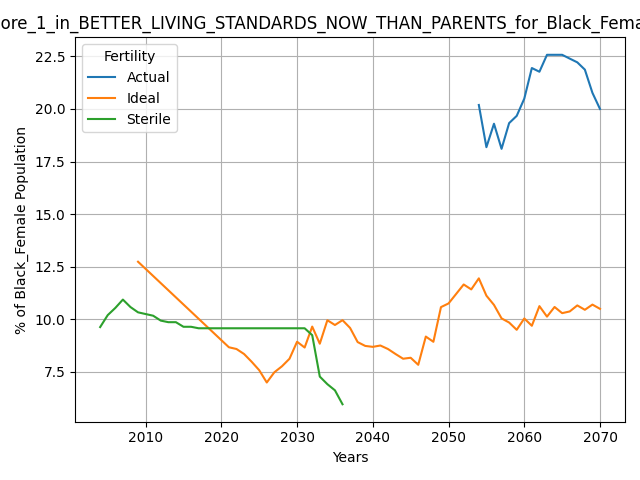 ore_1_in_BETTER_LIVING_STANDARDS_NOW_THAN_PARENTS_for_Black_Fema
Fertility
Actual
Ideal
Sterile
22.5
20.0
17.5
15.0
12.5
10.0
7.5
% of Black_Female Population
2010 2020 2030 2040 2050 2060 2070
Years